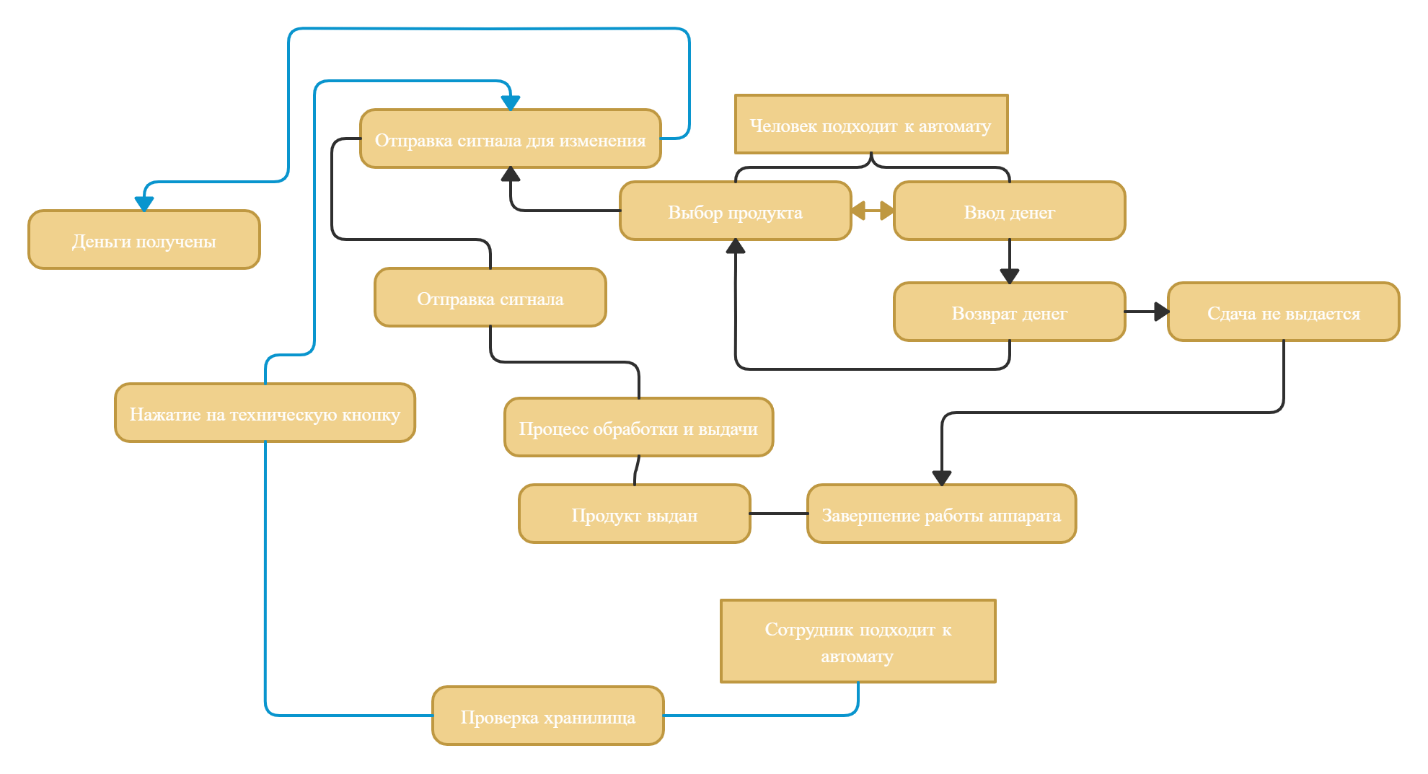 Человек подходит к автомату
Отправка сигнала для изменения
Выбор продукта
Ввод денег
Деньги получены
Отправка сигнала
Возврат денег
Сдача не выдается
Нажатие на техническую кнопку
Процесс обработки и выдачи
Продукт выдан
Завершение работы аппарата
Сотрудник подходит к
автомату
Проверка хранилища